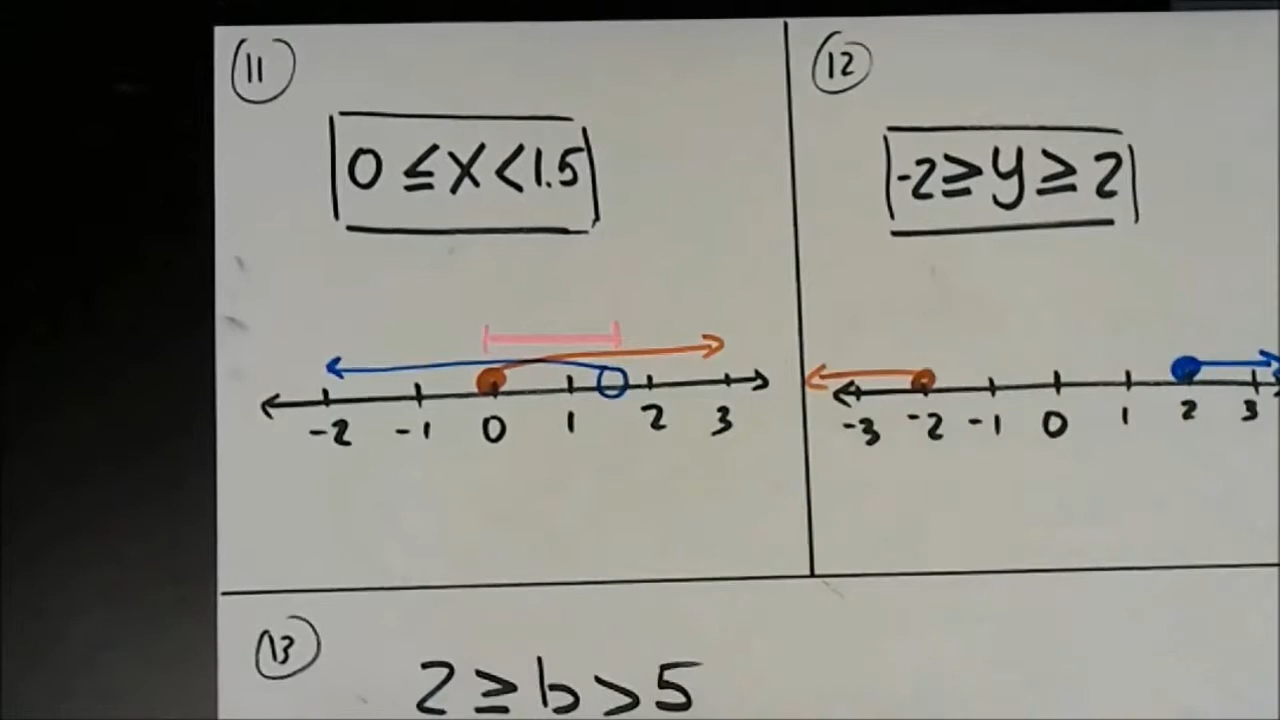 11
0 ≤ x < 1.5
-2 -1 0 1 2 3
12
-2 ≥ y ≥ 2
-3 -2 -1 0 1 2 3
13
2 ≥ b > 5